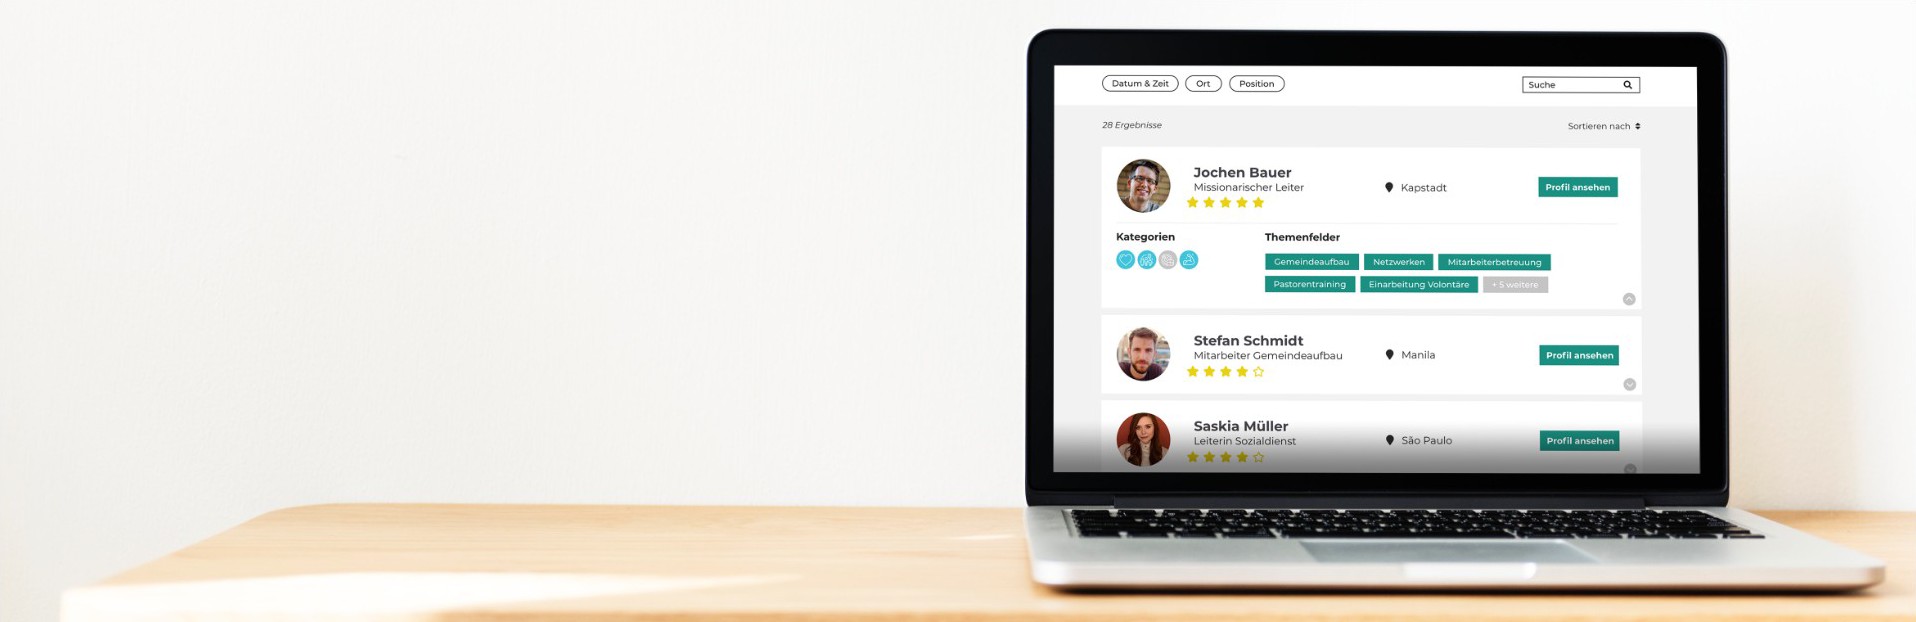 Datum & Zeit Ort Position Suche
28 Ergebnisse Sortieren nach
Jochen Bauer
Missionarischer Leiter
Kapstadt
Profil ansehen
Kategorien
Themenfelder
Gemeindeaufbau Netzwerken Mitarbeiterbetreuung
Pastorentraining Einarbeitung Volontäre + 5 weitere
Stefan Schmidt
Mitarbeiter Gemeindeaufbau
Manila
Profil ansehen
Saskia Müller
Leiterin Sozialdienst
São Paulo
Profil ansehen